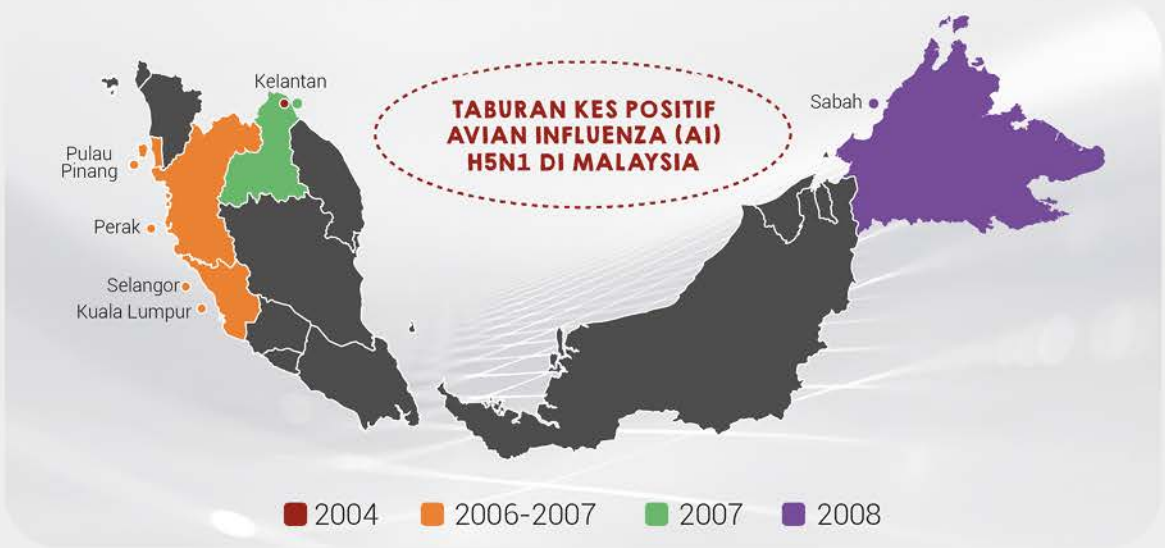 Kelantan
TABURAN KES POSITIF
AVIAN INFLUENZA (AI)
H5N1 DI MALAYSIA
Sabah
Pulau
Pinang
Perak
Selangor
Kuala Lumpur
2004
2006-2007
2007
2008